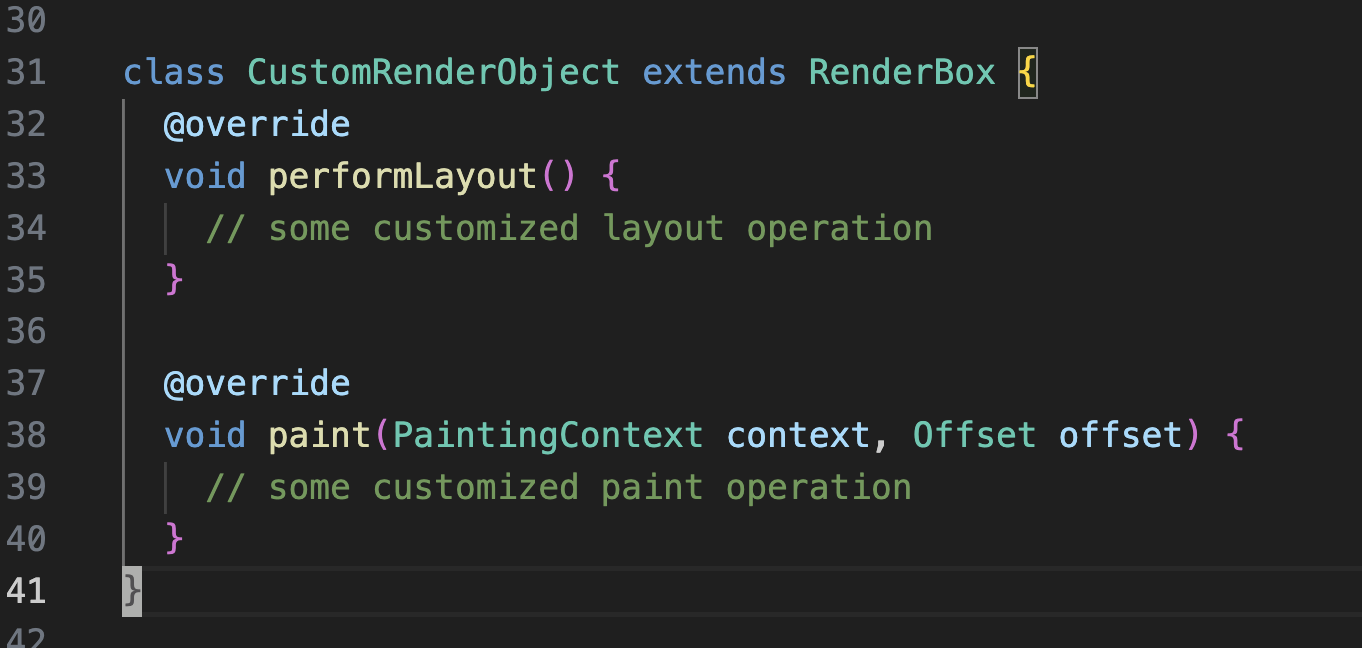 30
31 class CustomRenderObject extends RenderBox {
32 @override
33 void performLayout() {
34 // some customized layout operation
35 }
36
37 @override
38 void paint(PaintingContext context, Offset offset) {
39 // some customized paint operation
40 }
41 }
42